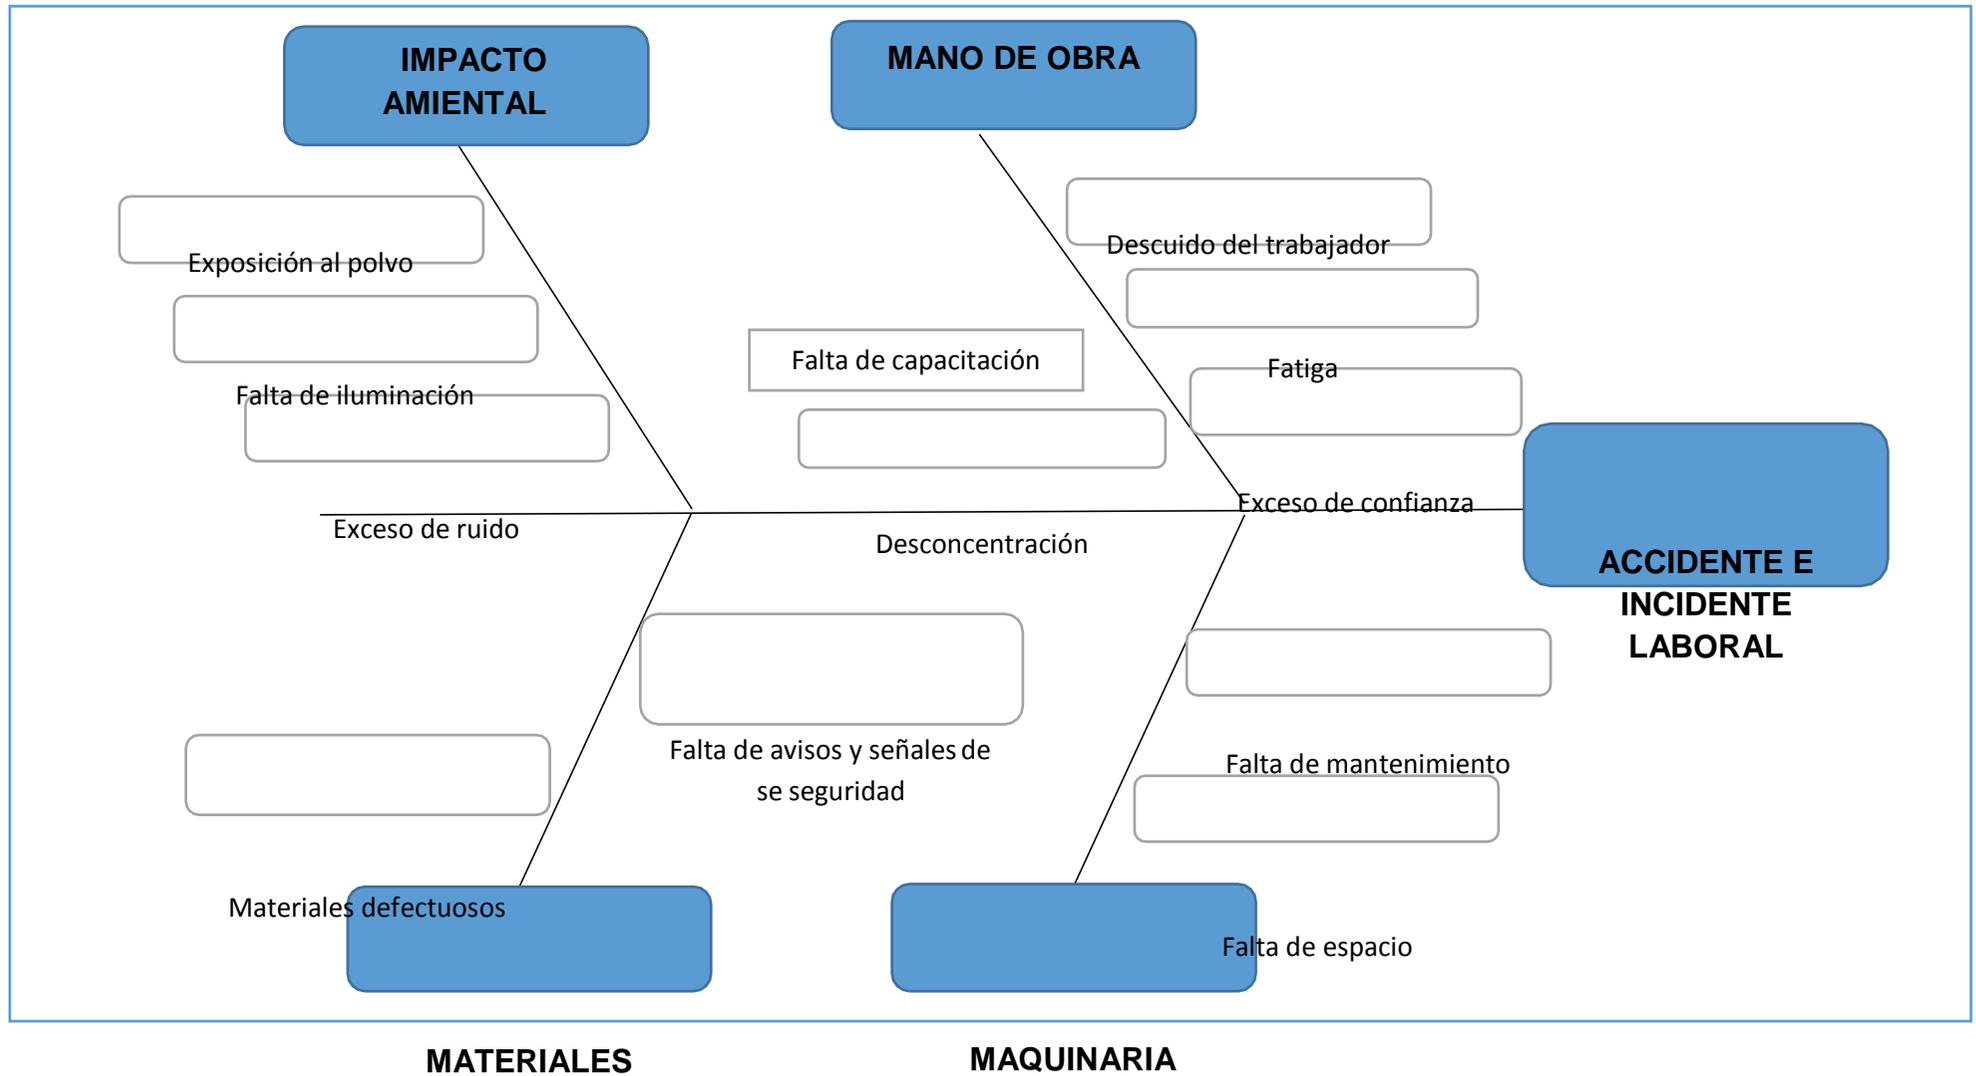 IMPACTO
AMIENTAL
MANO DE OBRA
Exposición al polvo
Descuido del trabajador
Falta de iluminación
Falta de capacitación
Fatiga
Exceso de ruido
Desconcentración
Exceso de confianza
ACCIDENTE E
INCIDENTE
LABORAL
Falta de avisos y señales de
se seguridad
Falta de mantenimiento
Materiales defectuosos
Falta de espacio
MATERIALES
MAQUINARIA